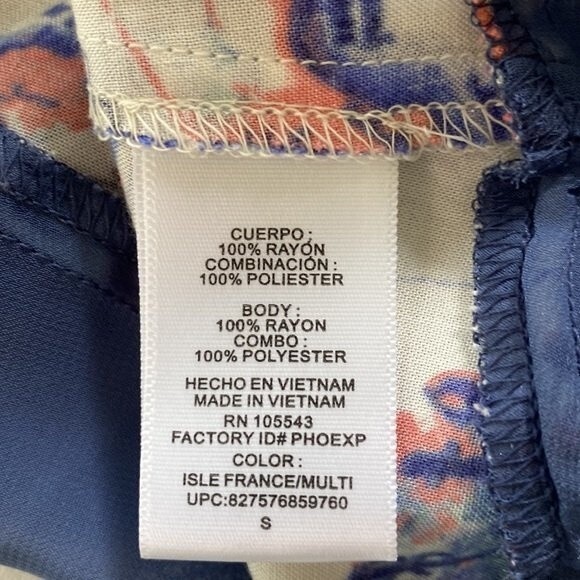 CUERPO :
100% RAYÓN
COMBINACIÓN :
100% POLIESTER
BODY :
100% RAYON
COMBO :
100% POLYESTER
HECHO EN VIETNAM
MADE IN VIETNAM
RN 105543
FACTORY ID# PHOEXP
COLOR :
ISLE FRANCE/MULTI
UPC:827576859760
S